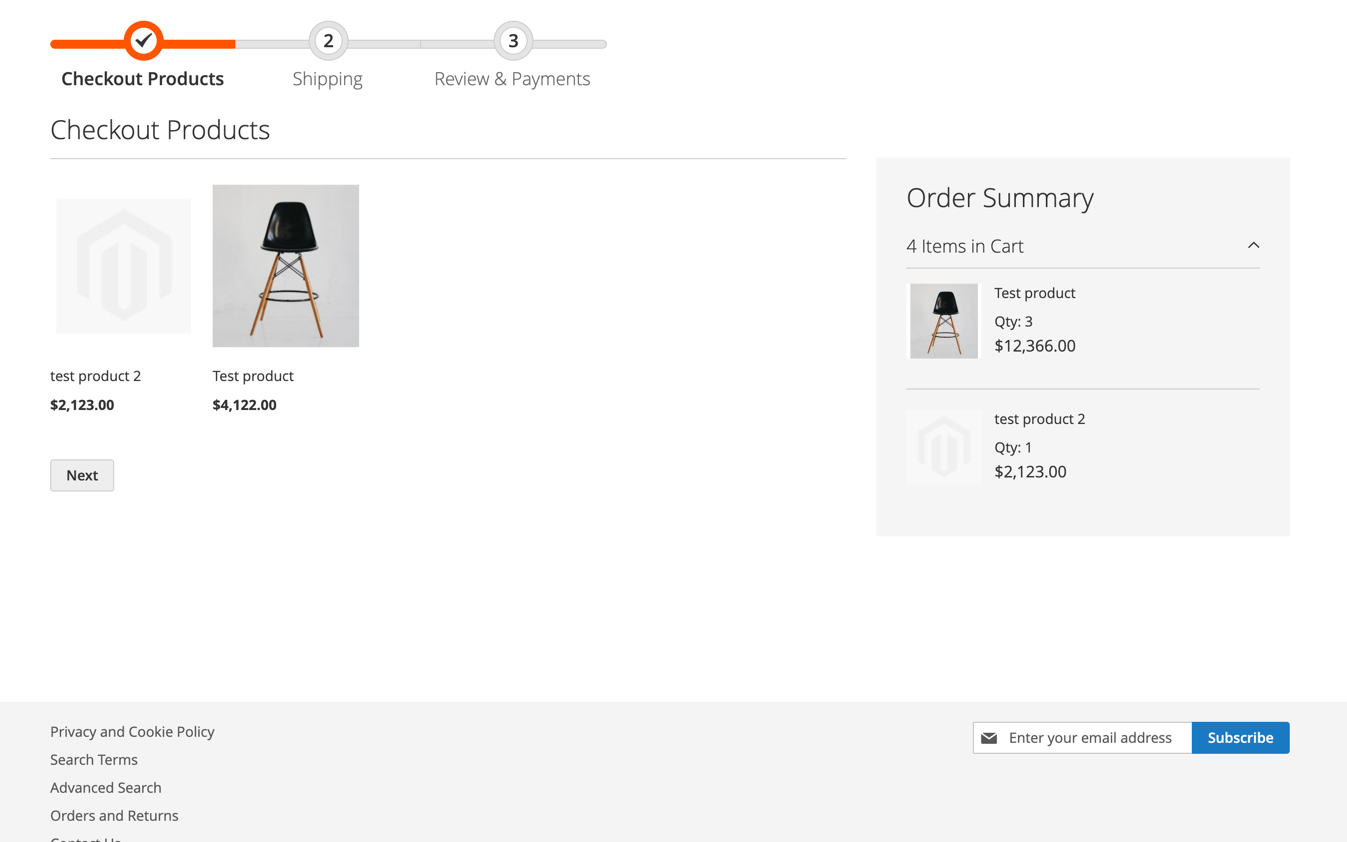 2
3
Checkout Products
Shipping
Review & Payments
Checkout Products
test product 2
$2,123.00
Test product
$4,122.00
Next
Order Summary
4 Items in Cart
Test product
Qty: 3
$12,366.00
test product 2
Qty: 1
$2,123.00
Privacy and Cookie Policy
Search Terms
Advanced Search
Orders and Returns
Contact Us
Enter your email address
Subscribe